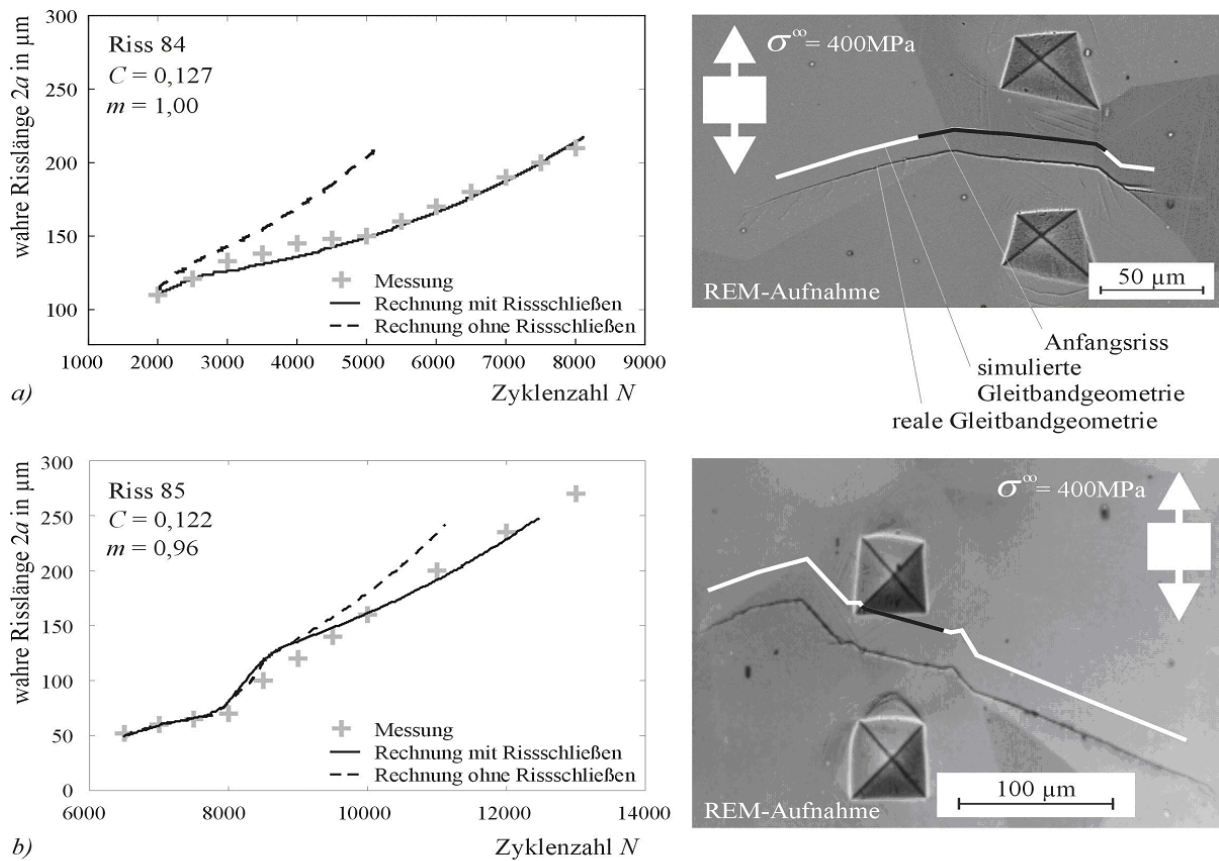 300
250
200
150
100
wahre Risslänge 2a in µm
Riss 84
C = 0,127
m = 1,00
Messung
Rechnung mit Rissschließen
Rechnung ohne Rissschließen
1000 2000 3000 4000 5000 6000 7000 8000 9000
a) Zyklenzahl N
σ∞= 400MPa
REM-Aufnahme
50 µm
Anfangsriss
simulierte
Gleitbandgeometrie
reale Gleitbandgeometrie
300
250
200
150
100
50
0
wahre Risslänge 2a in µm
Riss 85
C = 0,122
m = 0,96
Messung
Rechnung mit Rissschließen
Rechnung ohne Rissschließen
6000 8000 10000 12000 14000
b) Zyklenzahl N
σ∞= 400MPa
REM-Aufnahme
100 µm